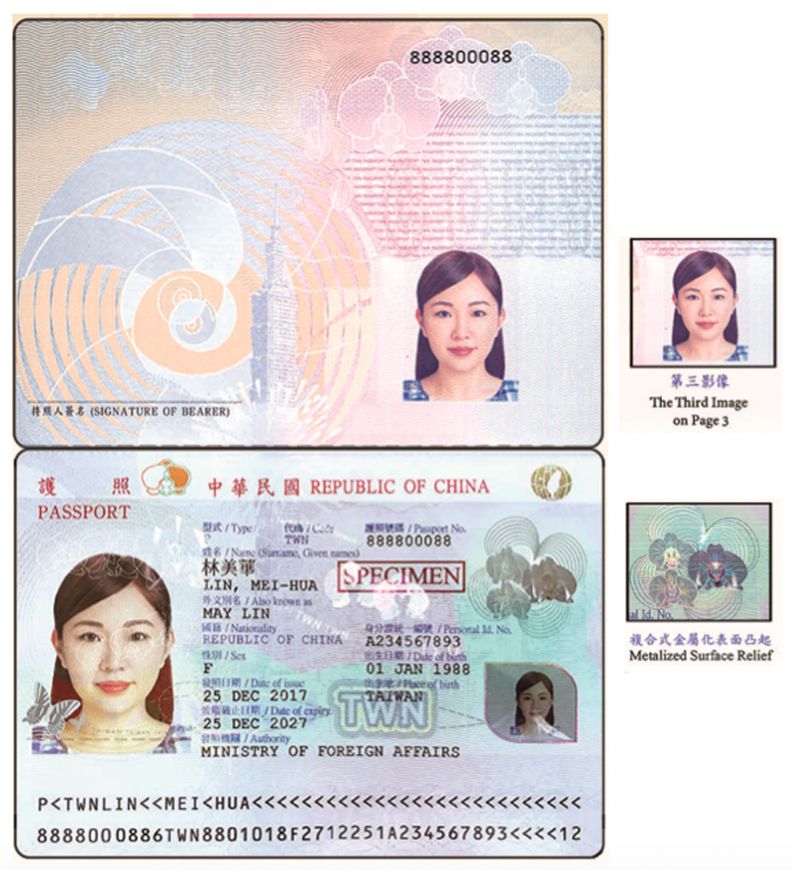 888800088
持照人簽名 (SIGNATURE OF BEARER)
第三影像
The Third Image
on Page 3
護 照 中華民國 REPUBLIC OF CHINA
PASSPORT
型式 / Type 代碼 / Code 護照號碼 / Passport No.
P TWN 888800088
姓名 / Name (Surname, Given names)
林美華
LIN, MEI-HUA
SPECIMEN
外文別名 / Also known as
MAY LIN
國籍 / Nationality 身分證統一編號 / Personal Id. No.
REPUBLIC OF CHINA A234567893
性別 / Sex 出生日期 / Date of birth
F 01 JAN 1988
發照日期 / Date of issue 出生地 / Place of birth
25 DEC 2017 TAIWAN
效期截止日期 / Date of expiry
25 DEC 2027
TWN
發照機關 / Authority
MINISTRY OF FOREIGN AFFAIRS
P<TWNLIN<<MEI<HUA<<<<<<<<<<<<<<<<<<<<<<<<<<<
8888000886TWN8801018F2712251A234567893<<<<12
al Id. No.
複合式金屬化表面凸起
Metalized Surface Relief